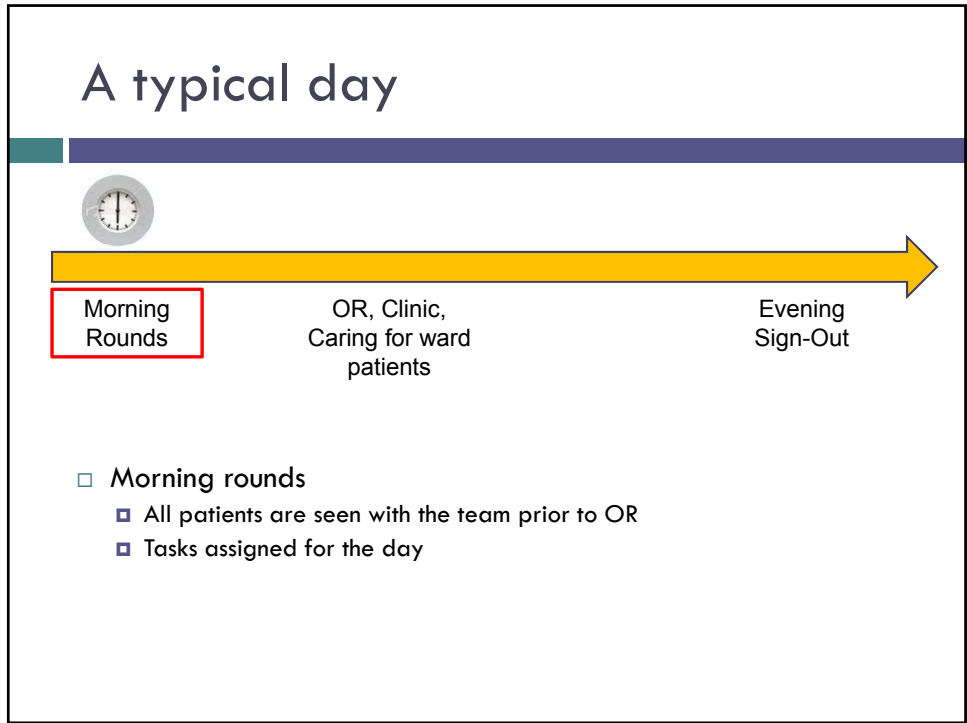 A typical day
Morning
Rounds
OR, Clinic,
Caring for ward
patients
Evening
Sign-Out
Morning rounds
All patients are seen with the team prior to OR
Tasks assigned for the day